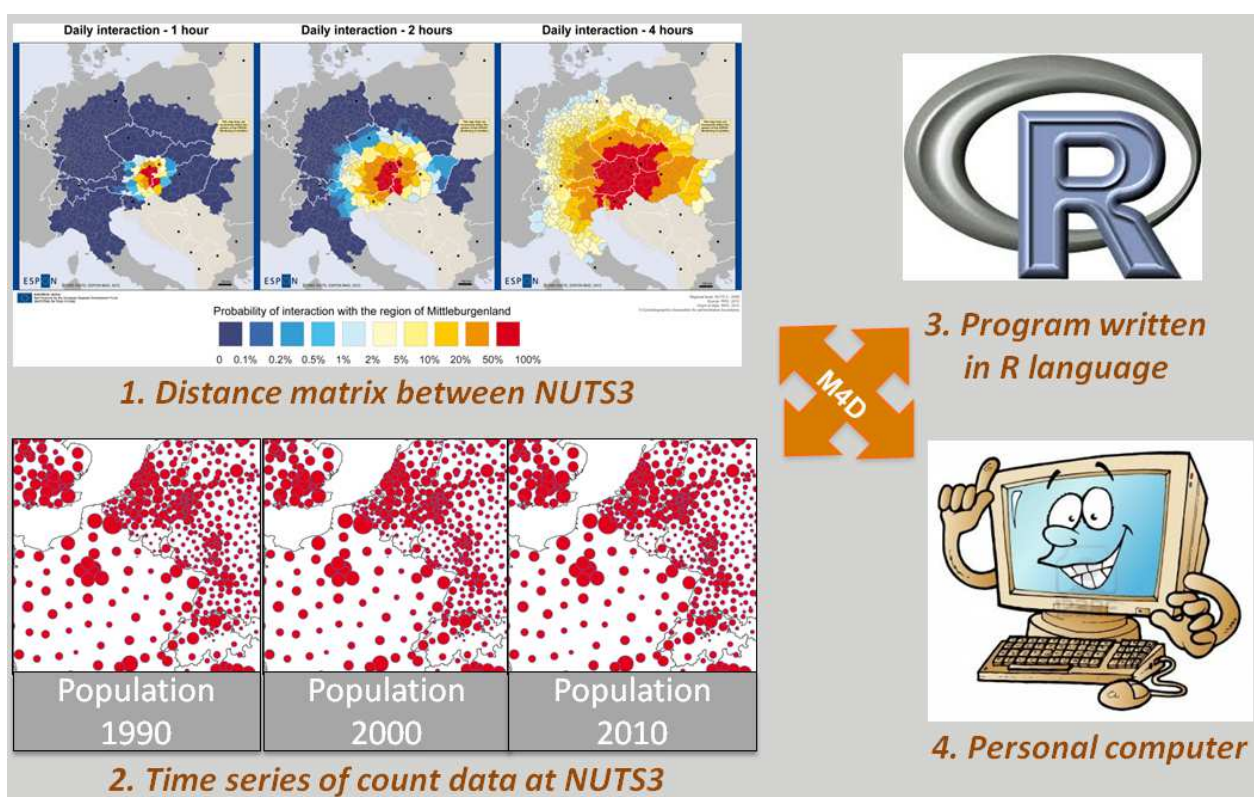 Daily interaction - 1 hour
Daily interaction - 2 hours
Daily interaction - 4 hours
ESPON
ESPON
ESPON
Probability of interaction with the region of Mittleburgenland
0 0.1% 0.2% 0.5% 1% 2% 5% 10% 20% 50% 100%
1. Distance matrix between NUTS3
Population
1990
Population
2000
Population
2010
2. Time series of count data at NUTS3
M4D
R
3. Program written
in R language
4. Personal computer